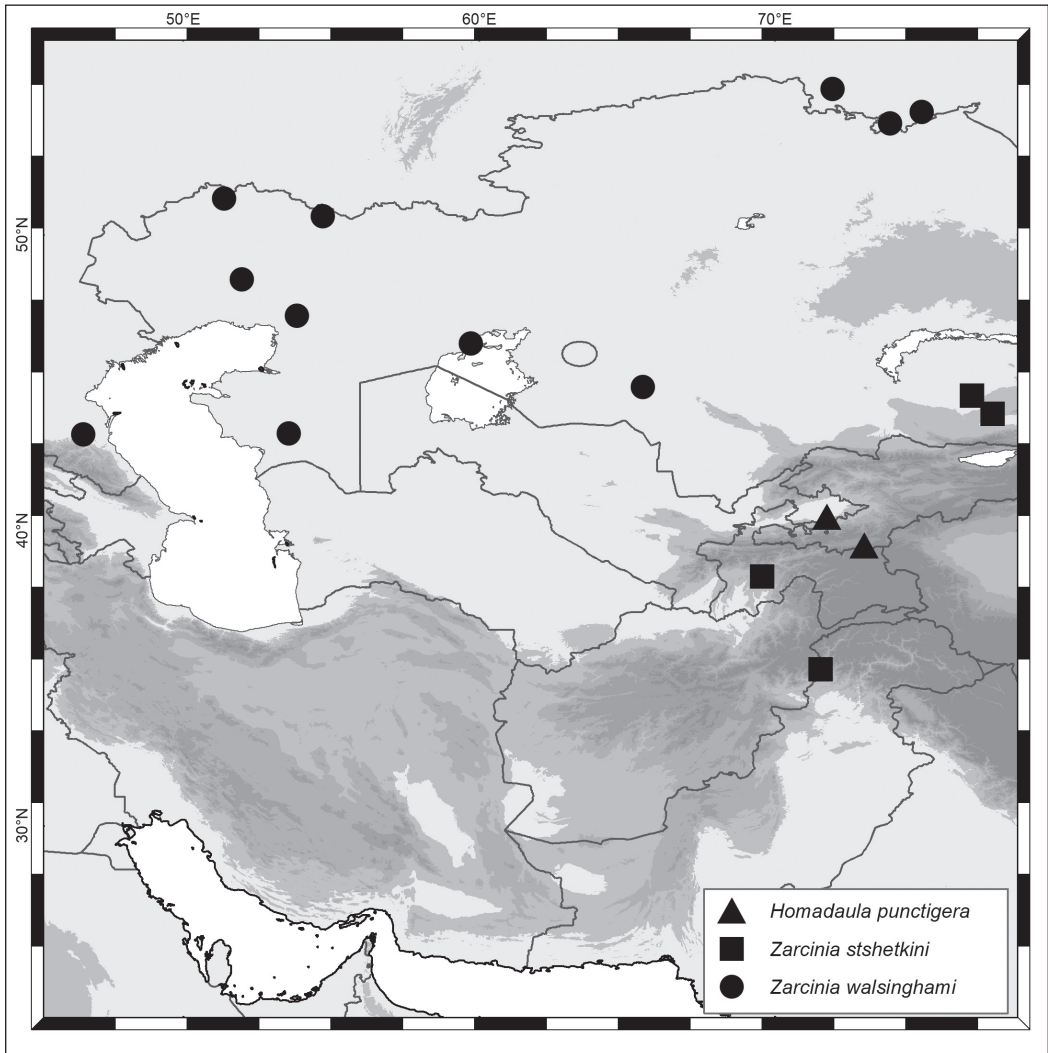 50°E 60°E 70°E
50°N
40°N
30°N
Homadaula punctigera
Zarcinia stshetkini
Zarcinia walsinghami